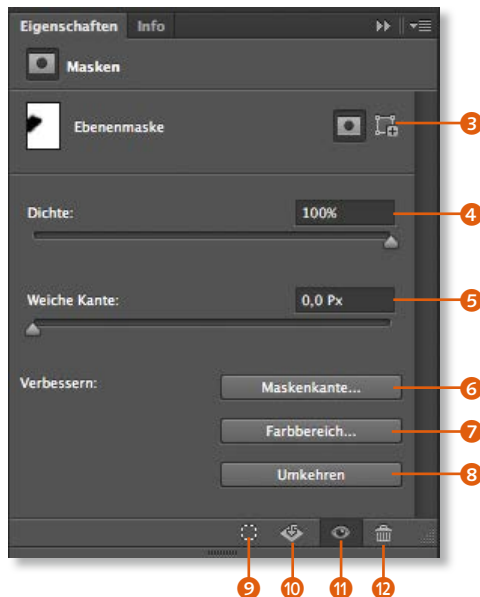 Eigenschaften Info
Masken
Ebenenmaske
3
Dichte: 100%
4
Weiche Kante: 0,0 Px
5
Verbessern: Maskenkante...
6
Farbbereich...
7
Umkehren
8
9 10 11 12